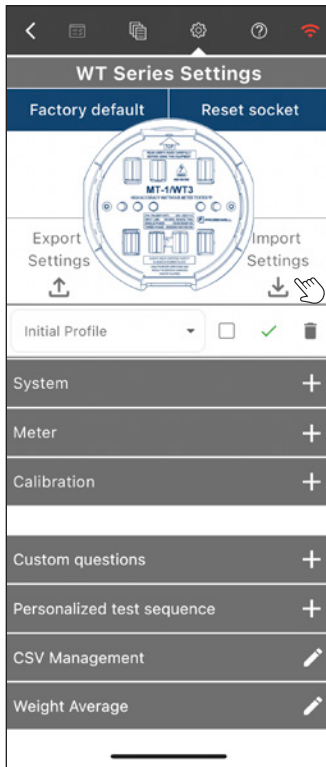 WT Series Settings
Factory default
Reset socket
TOP
MT-1/WT3
Export
Settings
Import
Settings
Initial Profile
System
Meter
Calibration
Custom questions
Personalized test sequence
CSV Management
Weight Average